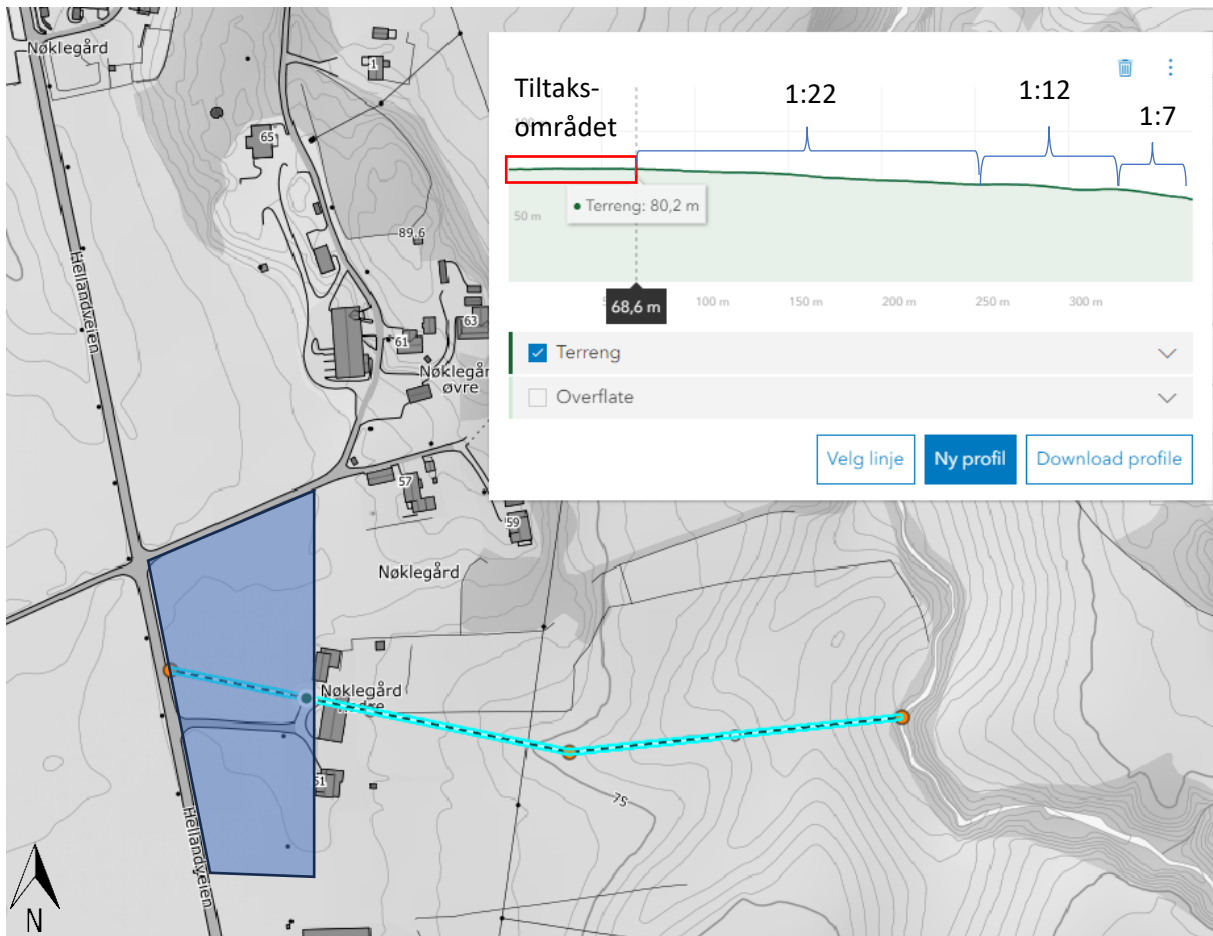 Nøklegård
1
65
89.6
63
61
Nøklegår
øvre
57
59
Hellandveien
Nøklegård
Nøklegård
51
75
Hellandveien
N
Tiltaks-
området
1:22
1:12
1:7
Terreng: 80,2 m
50 m
68,6 m
100 m
150 m
200 m
250 m
300 m
Terreng
Overflate
Velg linje
Ny profil
Download profile